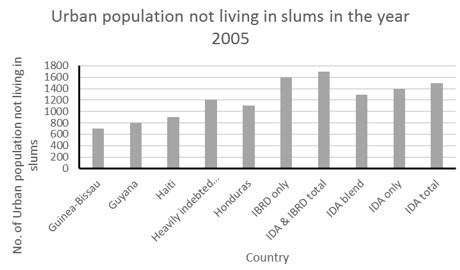 Urban population not living in slums in the year
2005
No. of Urban population not living in
slums
1800
1600
1400
1200
1000
800
600
400
200
0
Guinea-Bissau
Guyana
Haiti
Heavily indebted...
Honduras
IBRD only
IDA & IBRD total
IDA blend
IDA only
IDA total
Country